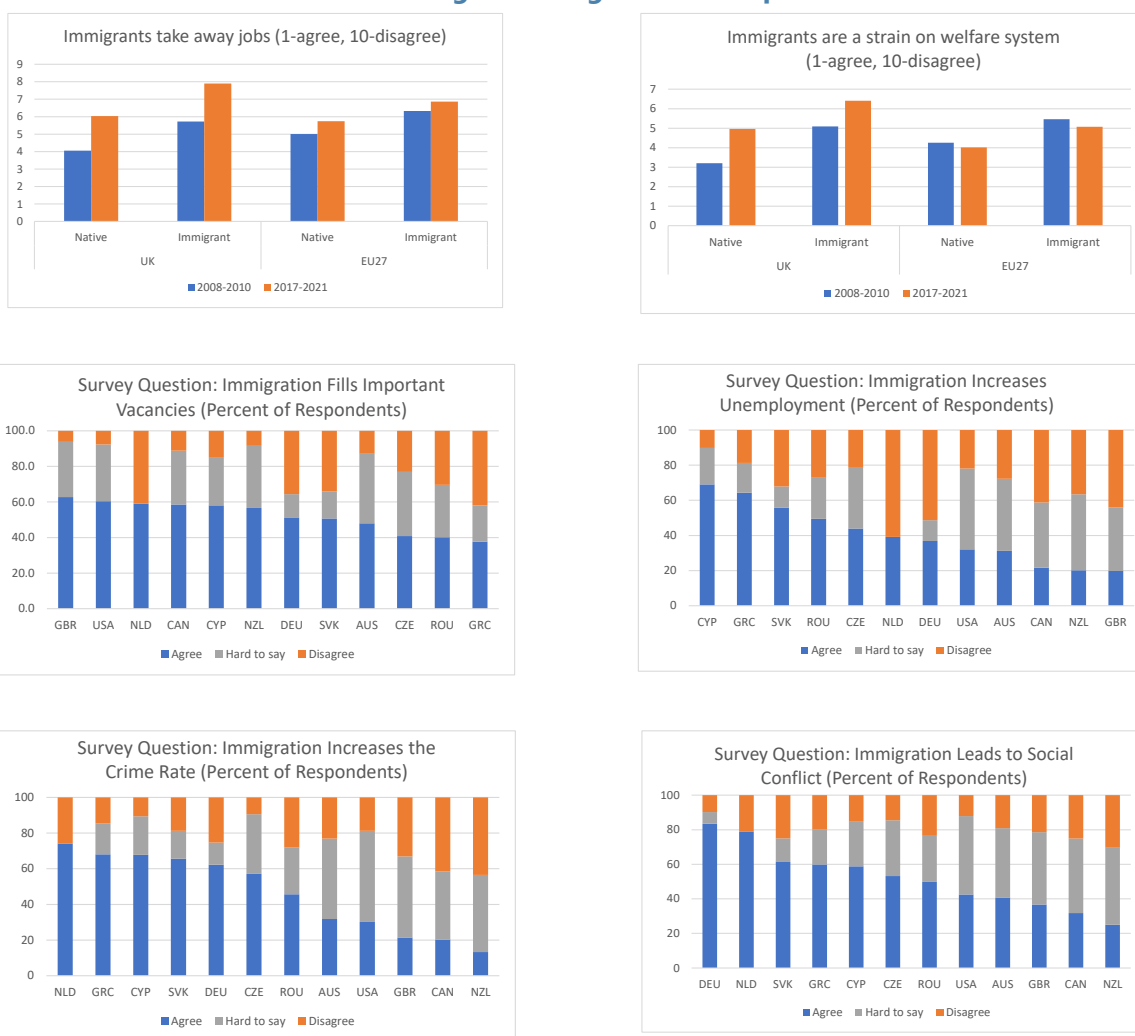 Immigrants take away jobs (1-agree, 10-disagree)
9
8
7
6
5
4
3
2
1
0
Native Immigrant Native Immigrant
UK EU27
2008-2010 2017-2021
Immigrants are a strain on welfare system
(1-agree, 10-disagree)
7
6
5
4
3
2
1
0
Native Immigrant Native Immigrant
UK EU27
2008-2010 2017-2021
Survey Question: Immigration Fills Important
Vacancies (Percent of Respondents)
100.0
80.0
60.0
40.0
20.0
0.0
GBR USA NLD CAN CYP NZL DEU SVK AUS CZE ROU GRC
Agree Hard to say Disagree
Survey Question: Immigration Increases
Unemployment (Percent of Respondents)
100
80
60
40
20
0
CYP GRC SVK ROU CZE NLD DEU USA AUS CAN NZL GBR
Agree Hard to say Disagree
Survey Question: Immigration Increases the
Crime Rate (Percent of Respondents)
100
80
60
40
20
0
NLD GRC CYP SVK DEU CZE ROU AUS USA GBR CAN NZL
Agree Hard to say Disagree
Survey Question: Immigration Leads to Social
Conflict (Percent of Respondents)
100
80
60
40
20
0
DEU NLD SVK GRC CYP CZE ROU USA AUS GBR CAN NZL
Agree Hard to say Disagree